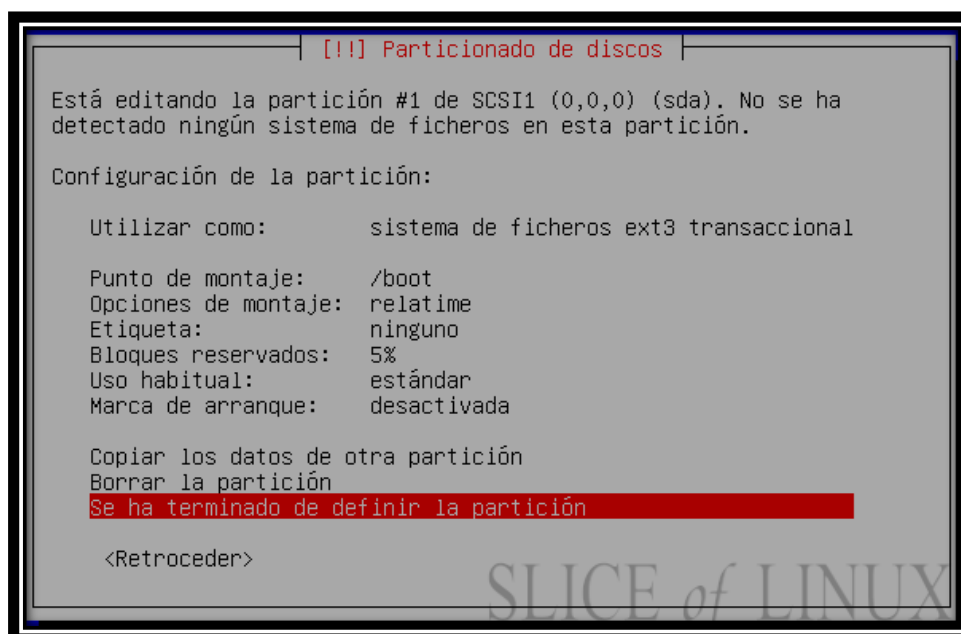 [!!] Particionado de discos
Está editando la partición #1 de SCSI1 (0,0,0) (sda). No se ha
detectado ningún sistema de ficheros en esta partición.
Configuración de la partición:
Utilizar como: sistema de ficheros ext3 transaccional
Punto de montaje: /boot
Opciones de montaje: relatime
Etiqueta: ninguno
Bloques reservados: 5%
Uso habitual: estándar
Marca de arranque: desactivada
Copiar los datos de otra partición
Borrar la partición
Se ha terminado de definir la partición
<Retroceder>
SLICE of LINUX